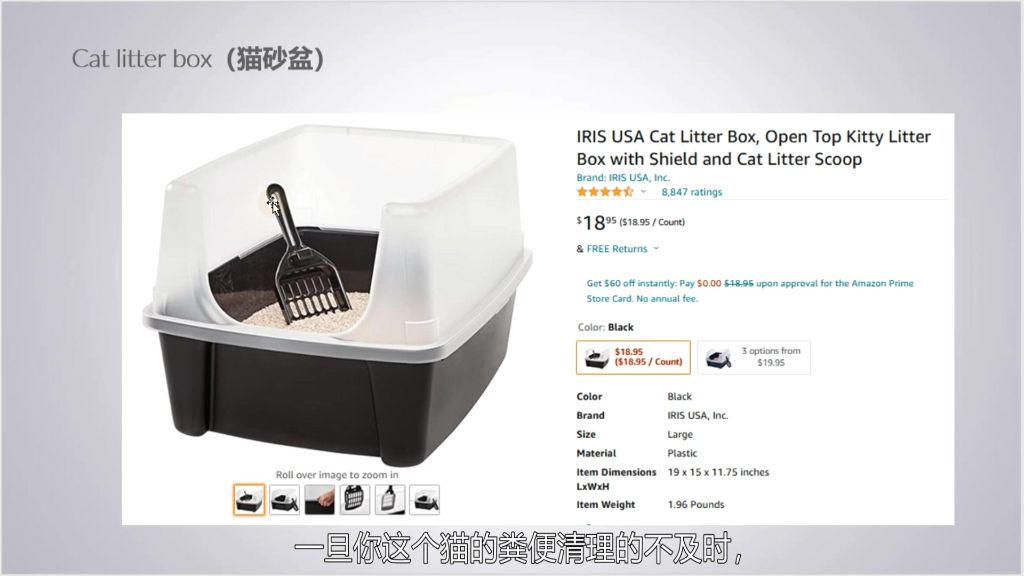 Cat litter box（猫砂盆）
IRIS USA Cat Litter Box, Open Top Kitty Litter
Box with Shield and Cat Litter Scoop
Brand: IRIS USA, Inc.
8,847 ratings
$18.95 ($18.95 / Count)
& FREE Returns
Get $60 off instantly: Pay $0.00 $18.95 upon approval for the Amazon Prime
Store Card. No annual fee.
Color: Black
$18.95
($18.95 / Count)
3 options from
$19.95
Color Black
Brand IRIS USA, Inc.
Size Large
Material Plastic
Item Dimensions 19 x 15 x 11.75 inches
LxWxH
Item Weight 1.96 Pounds
Roll over image to zoom in
一旦你这个猫的粪便清理的不及时，